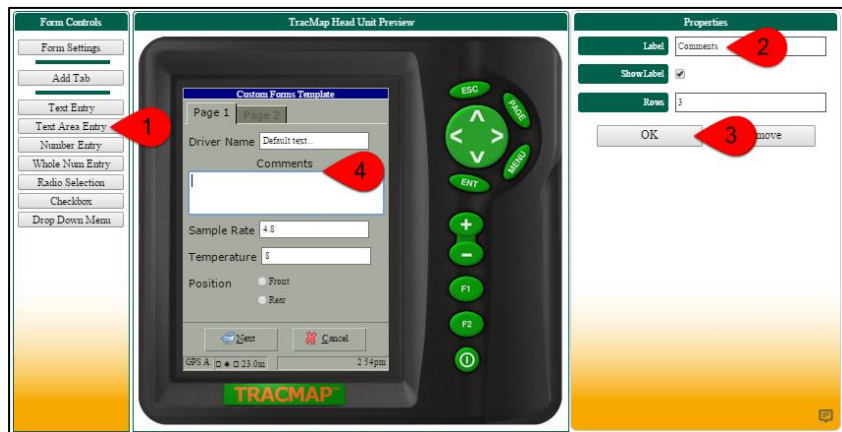 Form Controls
Form Settings
Add Tab
Text Entry
Text Area Entry
Number Entry
Whole Num Entry
Radio Selection
Checkbox
Drop Down Menu
1
TracMap Head Unit Preview
Custom Forms Template
Page 1 Page 2
Driver Name Default text...
Comments
4
Sample Rate 4.8
Temperature 8
Position Front
Rear
Next Cancel
GPS A 23.0m 2 54pm
TRACMAP
ESC
PAGE
MENU
ENT
+
−
F1
F2
Properties
Label Comments
2
ShowLabel
Rows 3
OK
3
move